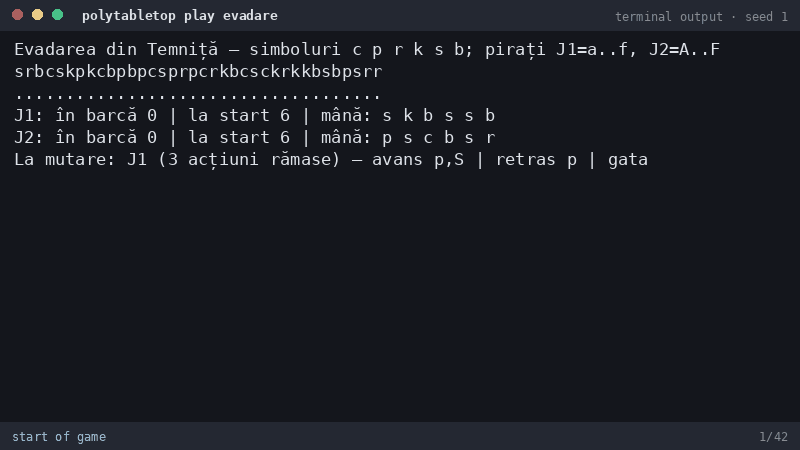 polytabletop play evadare
terminal output · seed 1
Evadarea din Temniță — simboluri c p r k s b; pirați J1=a..f, J2=A..F
srbcskpkcbpbpcsprpcrkbcsckrkkbsbpsrr
....................................
J1: în barcă 0 | la start 6 | mână: s k b s s b
J2: în barcă 0 | la start 6 | mână: p s c b s r
La mutare: J1 (3 acțiuni rămase) — avans p,S | retras p | gata
start of game
1/42